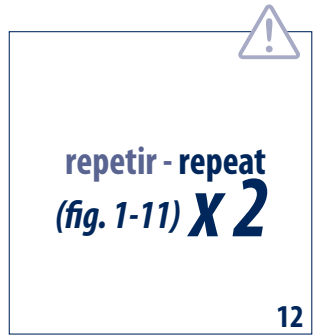 repetir - repeat
(fig. 1-11) x 2
12